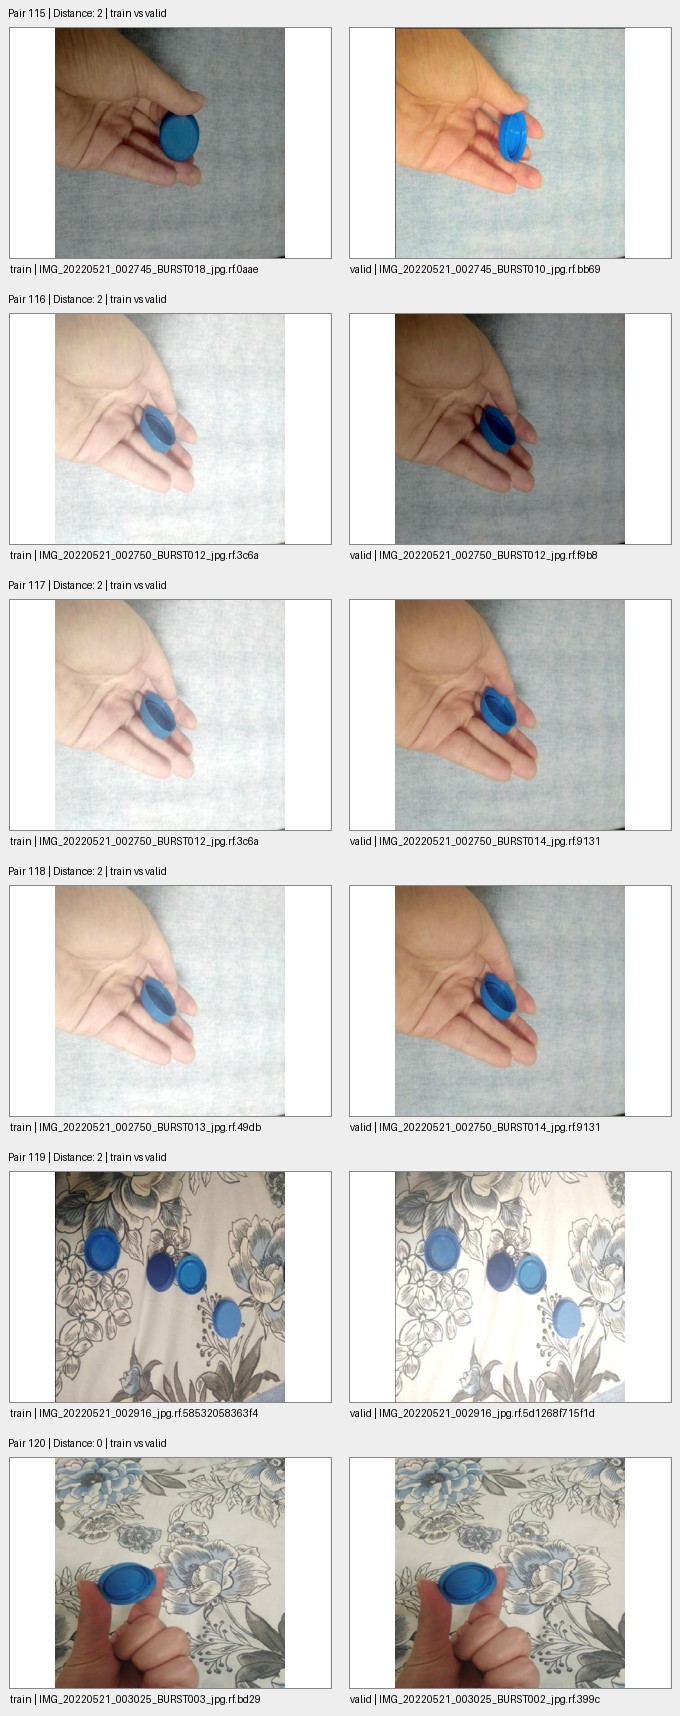 Pair 115 | Distance: 2 | train vs valid
train | IMG_20220521_002745_BURST018_jpg.rf.0aae
valid | IMG_20220521_002745_BURST010_jpg.rf.bb69
Pair 116 | Distance: 2 | train vs valid
train | IMG_20220521_002750_BURST012_jpg.rf.3c6a
valid | IMG_20220521_002750_BURST012_jpg.rf.f9b8
Pair 117 | Distance: 2 | train vs valid
train | IMG_20220521_002750_BURST012_jpg.rf.3c6a
valid | IMG_20220521_002750_BURST014_jpg.rf.9131
Pair 118 | Distance: 2 | train vs valid
train | IMG_20220521_002750_BURST013_jpg.rf.49db
valid | IMG_20220521_002750_BURST014_jpg.rf.9131
Pair 119 | Distance: 2 | train vs valid
train | IMG_20220521_002916_jpg.rf.58532058363f4
valid | IMG_20220521_002916_jpg.rf.5d1268f715f1d
Pair 120 | Distance: 0 | train vs valid
train | IMG_20220521_003025_BURST003_jpg.rf.bd29
valid | IMG_20220521_003025_BURST002_jpg.rf.399c